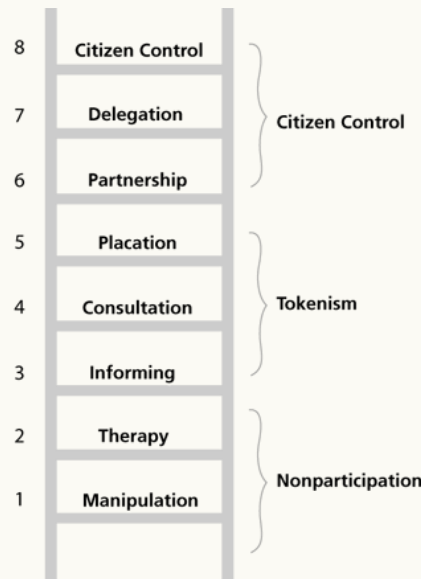 8 Citizen Control
7 Delegation
Citizen Control
6 Partnership
5 Placation
4 Consultation
Tokenism
3 Informing
2 Therapy
Nonparticipation
1 Manipulation